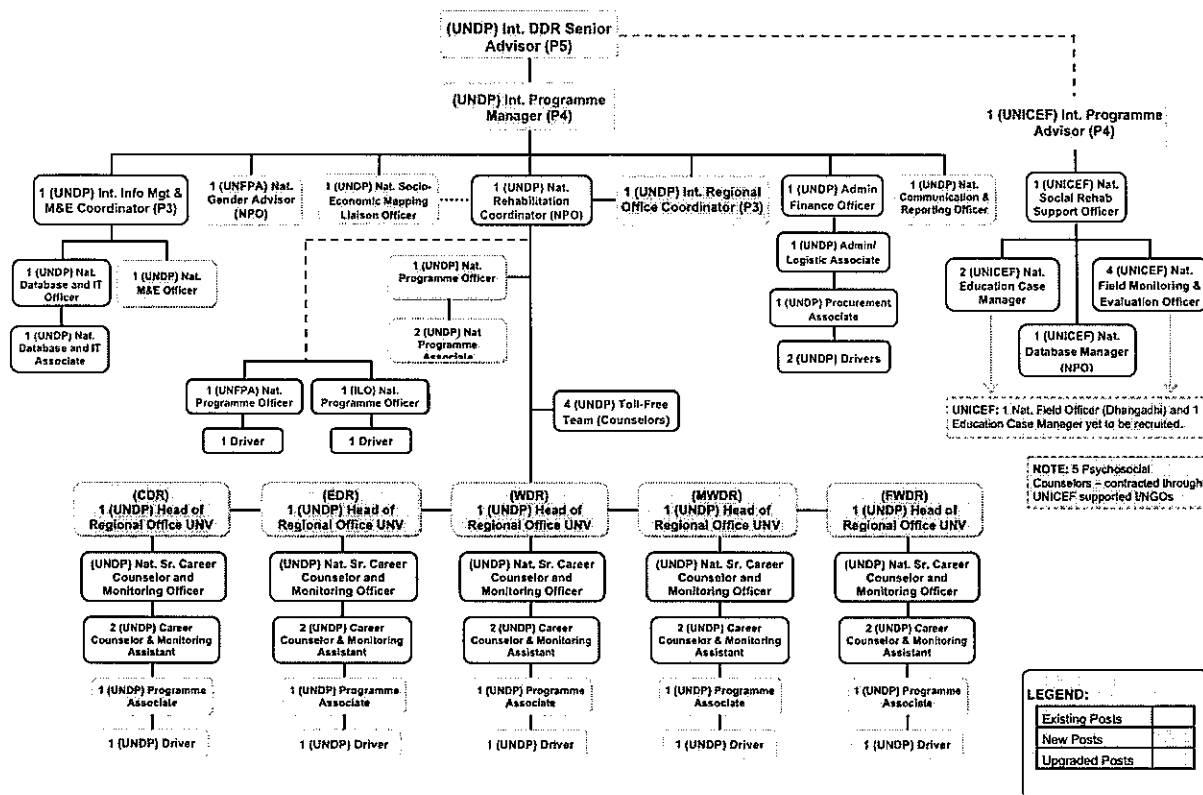 (UNDP) Int. DDR Senior
Advisor (P5)
(UNDP) Int. Programme
Manager (P4)
1 (UNICEF) Int. Programme
Advisor (P4)
1 (UNDP) Int. Info Mgt &
M&E Coordinator (P3)
1 (UNFPA) Nat.
Gender Advisor
(NPO)
1 (UNDP) Nat. Socio-
Economic Mapping
Liaison Officer
1 (UNDP) Nat.
Rehabilitation
Coordinator (NPO)
1 (UNDP) Int. Regional
Office Coordinator (P3)
1 (UNDP) Admin
Finance Officer
1 (UNDP) Nat.
Communication &
Reporting Officer
1 (UNICEF) Nat.
Social Rehab
Support Officer
1 (UNDP) Nat.
Database and IT
Officer
1 (UNDP) Nat.
M&E Officer
1 (UNDP) Nat.
Database and IT
Associate
1 (UNDP) Nat.
Programme Officer
2 (UNDP) Nat
Programme
Associate
1 (UNDP) Admin/
Logistic Associate
1 (UNDP) Procurement
Associate
2 (UNDP) Drivers
2 (UNICEF) Nat.
Education Case
Manager
4 (UNICEF) Nat.
Field Monitoring &
Evaluation Officer
1 (UNICEF) Nat.
Database Manager
(NPO)
1 (UNFPA) Nat.
Programme Officer
1 (ILO) Nat.
Programme Officer
1 Driver
1 Driver
4 (UNDP) Toll-Free
Team (Counselors)
UNICEF: 1 Nat. Field Officer (Dhangadhi) and 1
Education Case Manager yet to be recruited.
NOTE: 5 Psychosocial
Counselors – contracted through
UNICEF supported I/NGOs
(CDR)
1 (UNDP) Head of
Regional Office UNV
(EDR)
1 (UNDP) Head of
Regional Office UNV
(WDR)
1 (UNDP) Head of
Regional Office UNV
(MWDR)
1 (UNDP) Head of
Regional Office UNV
(FWDR)
1 (UNDP) Head of
Regional Office UNV
(UNDP) Nat. Sr. Career
Counselor and
Monitoring Officer
(UNDP) Nat. Sr. Career
Counselor and
Monitoring Officer
(UNDP) Nat. Sr. Career
Counselor and
Monitoring Officer
(UNDP) Nat. Sr. Career
Counselor and
Monitoring Officer
(UNDP) Nat. Sr. Career
Counselor and
Monitoring Officer
2 (UNDP) Career
Counselor & Monitoring
Assistant
2 (UNDP) Career
Counselor & Monitoring
Assistant
2 (UNDP) Career
Counselor & Monitoring
Assistant
2 (UNDP) Career
Counselor & Monitoring
Assistant
2 (UNDP) Career
Counselor & Monitoring
Assistant
1 (UNDP) Programme
Associate
1 (UNDP) Programme
Associate
1 (UNDP) Programme
Associate
1 (UNDP) Programme
Associate
1 (UNDP) Programme
Associate
1 (UNDP) Driver
1 (UNDP) Driver
1 (UNDP) Driver
1 (UNDP) Driver
1 (UNDP) Driver
LEGEND:
Existing Posts
New Posts
Upgraded Posts